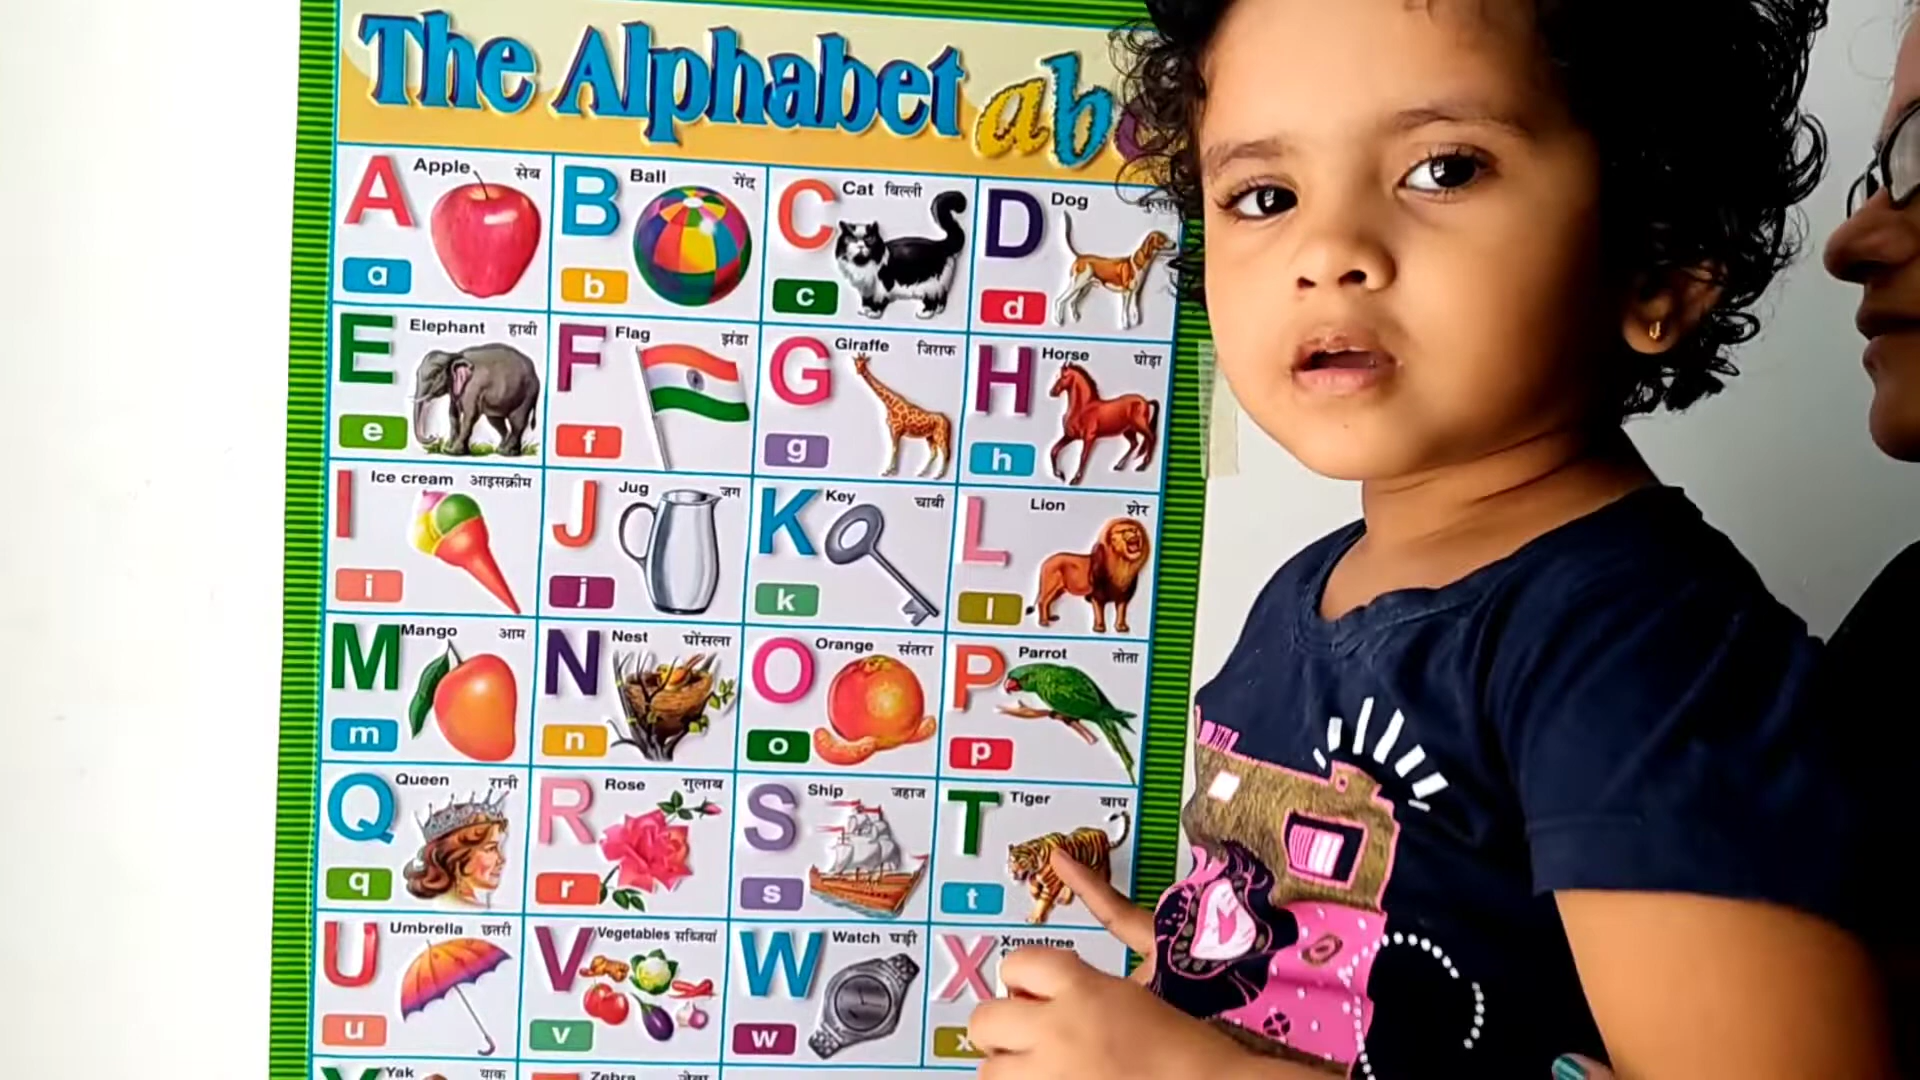 The Alphabet ab
A Apple सेब a
B Ball गेंद b
C Cat बिल्ली c
D Dog कुत्ता d
E Elephant हाथी e
F Flag झंडा f
G Giraffe जिराफ g
H Horse घोड़ा h
I Ice cream आइसक्रीम i
J Jug जग j
K Key चाबी k
L Lion शेर l
M Mango आम m
N Nest घोंसला n
O Orange संतरा o
P Parrot तोता p
Q Queen रानी q
R Rose गुलाब r
S Ship जहाज s
T Tiger बाघ t
U Umbrella छतरी u
V Vegetables सब्जियां v
W Watch घड़ी w
X Xmastree x
Y Yak याक
Zebra जेब्रा